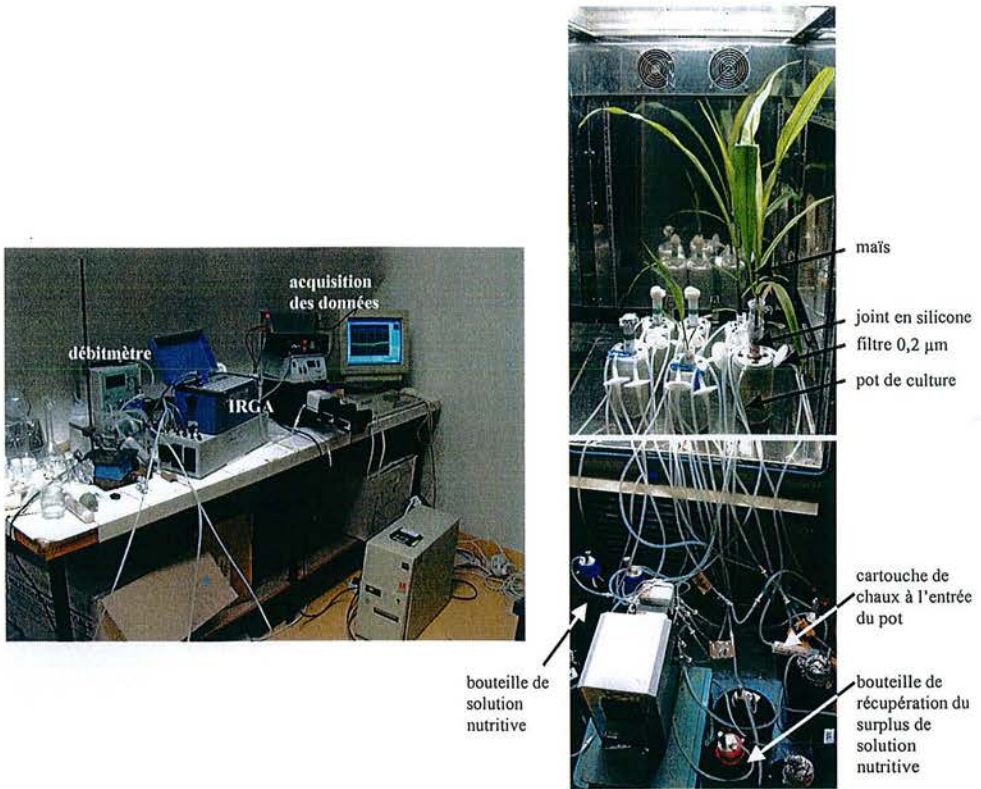 acquisition
des données
débitmètre
IRGA
maïs
joint en silicone
filtre 0,2 µm
pot de culture
cartouche de
chaux à l'entrée
du pot
bouteille de
solution
nutritive
bouteille de
récupération du
surplus de
solution
nutritive